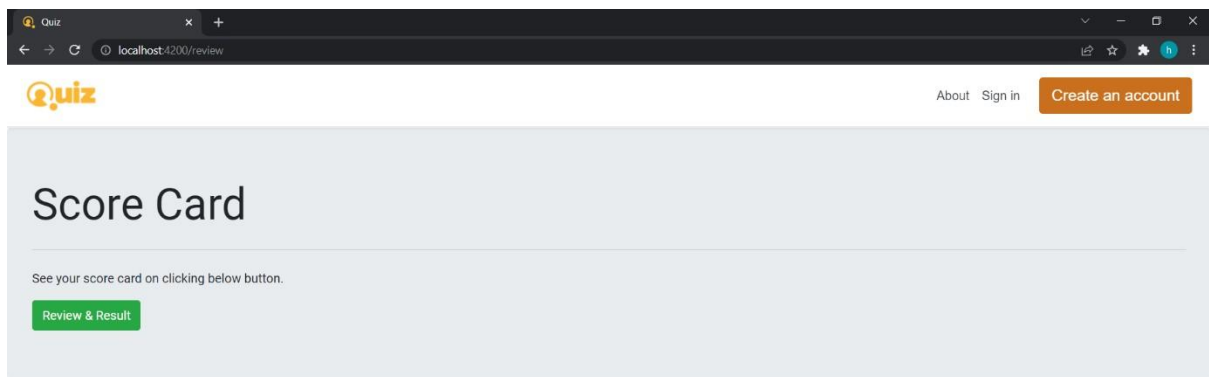 Quiz
localhost:4200/review
h
Quiz
About Sign in Create an account
Score Card
See your score card on clicking below button.
Review & Result